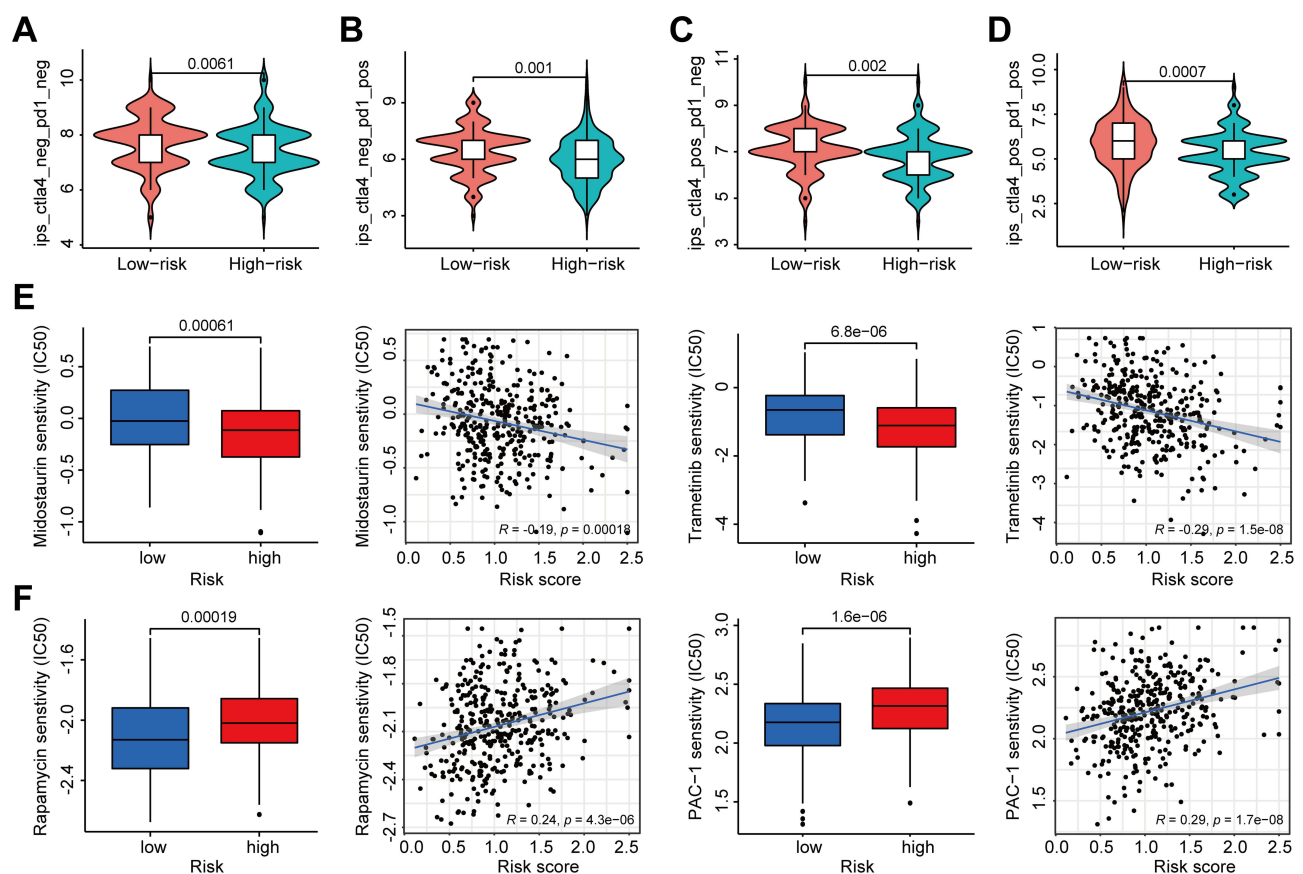 A
B
C
D
ips_ctla4_neg_pd1_neg
10
8
6
4
0.0061
Low−risk
High−risk
ips_ctla4_neg_pd1_pos
9
6
3
0.001
Low−risk
High−risk
ips_ctla4_pos_pd1_neg
11
9
7
5
3
0.002
Low−risk
High−risk
ips_ctla4_pos_pd1_pos
10.0
7.5
5.0
2.5
0.0007
Low−risk
High−risk
E
Midostaurin senstivity (IC50)
0.5
0.0
-0.5
-1.0
0.00061
low
high
Risk
Midostaurin senstivity (IC50)
0.5
0.0
-0.5
-1.0
R = -0.19, p = 0.00018
0.0 0.5 1.0 1.5 2.0 2.5
Risk score
Trametinib senstivity (IC50)
0
−2
−4
6.8e−06
low
high
Risk
Trametinib senstivity (IC50)
1
0
-1
-2
-3
-4
R = -0.29, p = 1.5e-08
0.0 0.5 1.0 1.5 2.0 2.5
Risk score
F
Rapamycin senstivity (IC50)
-1.6
-2.0
-2.4
0.00019
low
high
Risk
Rapamycin senstivity (IC50)
-1.5
-1.8
-2.1
-2.4
-2.7
R = 0.24, p = 4.3e−06
0.0 0.5 1.0 1.5 2.0 2.5
Risk score
PAC−1 senstivity (IC50)
3.0
2.5
2.0
1.5
1.6e−06
low
high
Risk
PAC−1 senstivity (IC50)
2.5
2.0
1.5
R = 0.29, p = 1.7e−08
0.0 0.5 1.0 1.5 2.0 2.5
Risk score